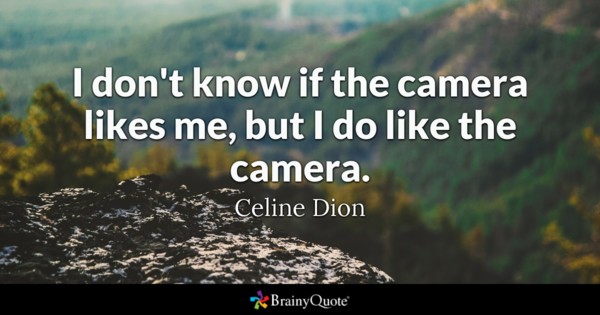 I don't know if the camera
likes me, but I do like the
camera.
Celine Dion
BrainyQuote®